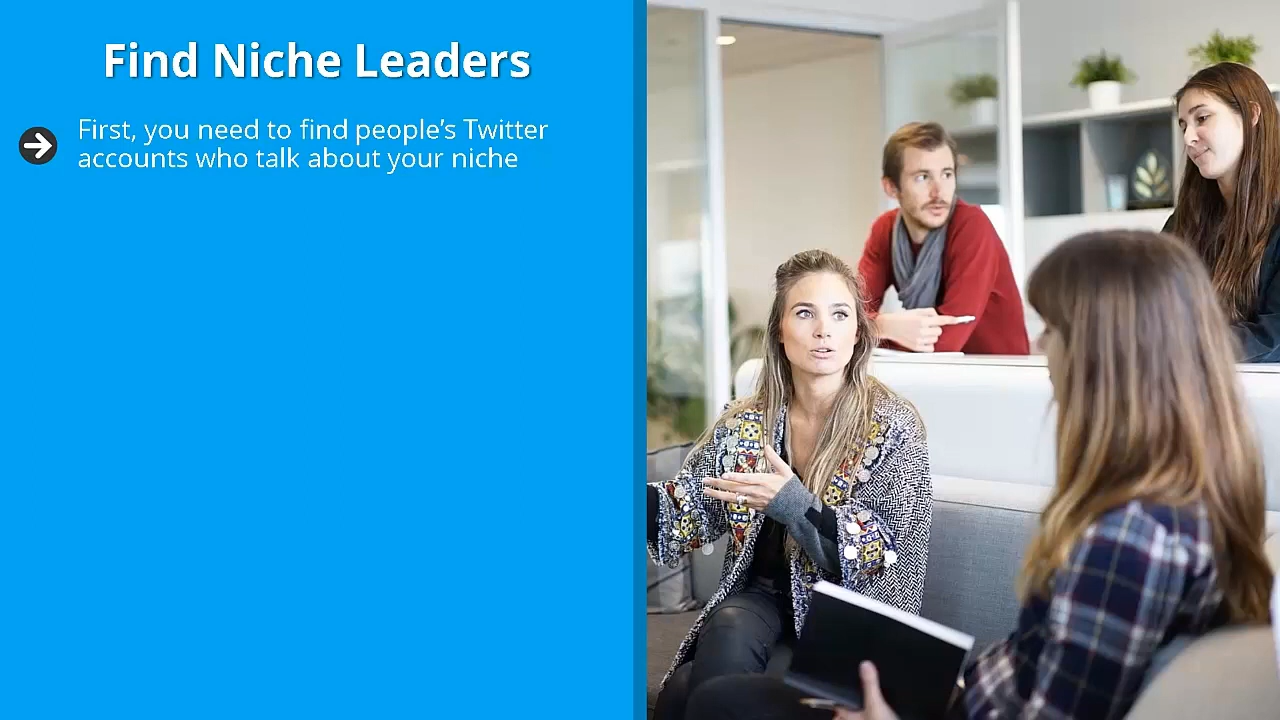 Find Niche Leaders
First, you need to find people’s Twitter
accounts who talk about your niche